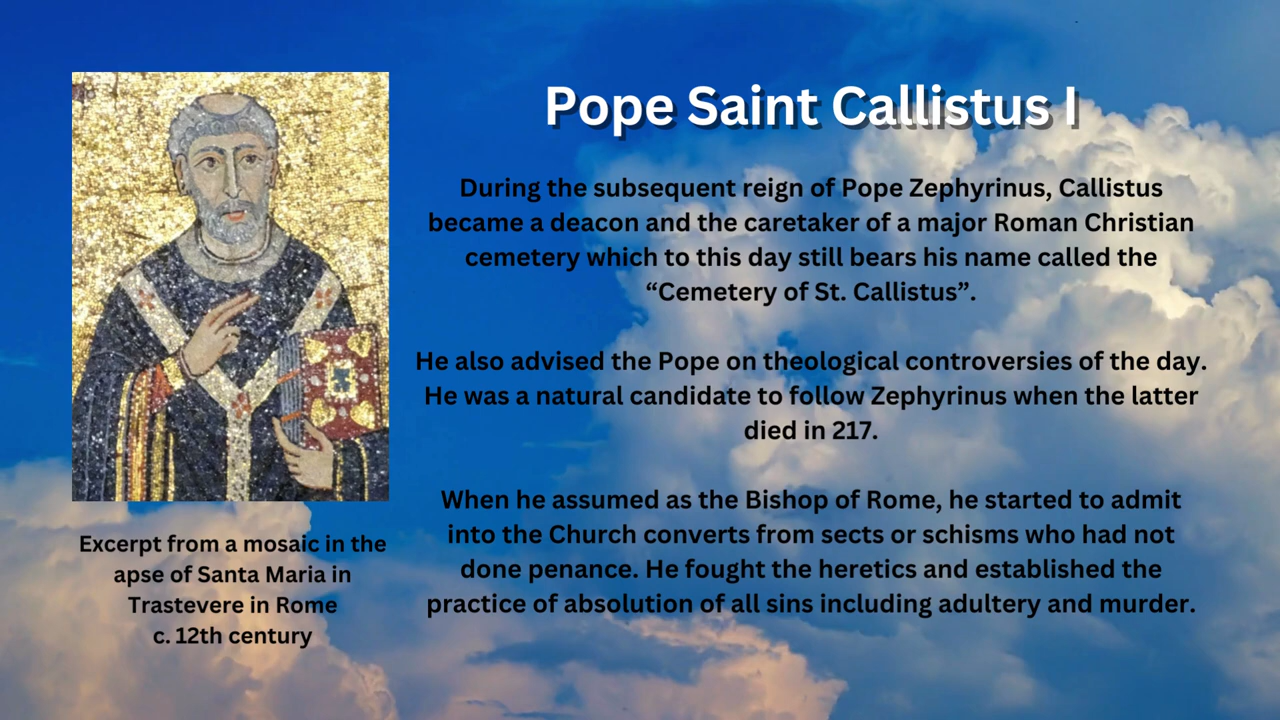 Pope Saint Callistus I
During the subsequent reign of Pope Zephyrinus, Callistus
became a deacon and the caretaker of a major Roman Christian
cemetery which to this day still bears his name called the
“Cemetery of St. Callistus”.
He also advised the Pope on theological controversies of the day.
He was a natural candidate to follow Zephyrinus when the latter
died in 217.
When he assumed as the Bishop of Rome, he started to admit
into the Church converts from sects or schisms who had not
done penance. He fought the heretics and established the
practice of absolution of all sins including adultery and murder.
Excerpt from a mosaic in the
apse of Santa Maria in
Trastevere in Rome
c. 12th century